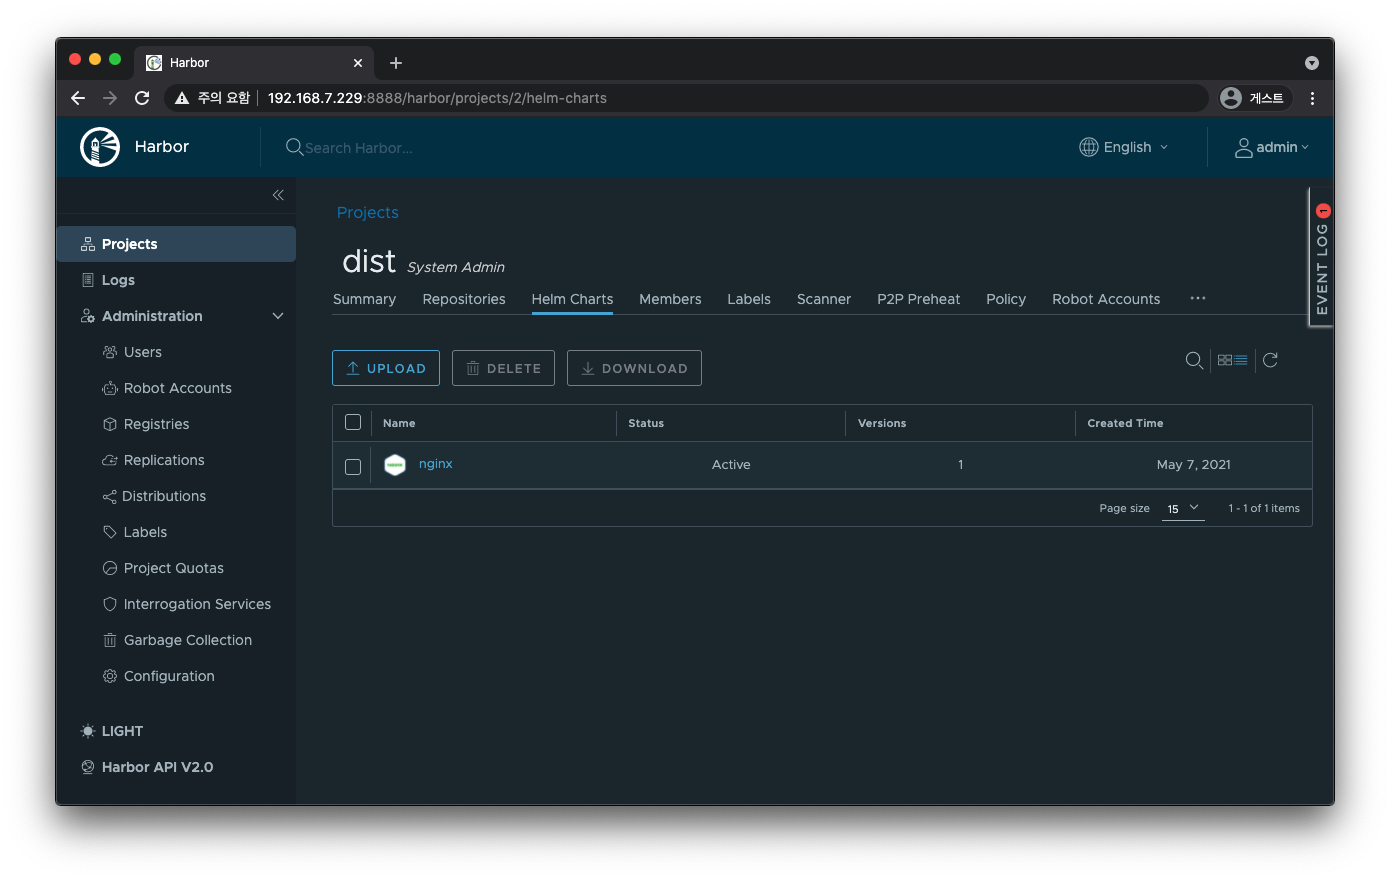 Harbor
주의 요함 192.168.7.229:8888/harbor/projects/2/helm-charts 게스트
Harbor Search Harbor... English admin
Projects
Logs
Administration
Users
Robot Accounts
Registries
Replications
Distributions
Labels
Project Quotas
Interrogation Services
Garbage Collection
Configuration
LIGHT
Harbor API V2.0
Projects
dist System Admin
Summary Repositories Helm Charts Members Labels Scanner P2P Preheat Policy Robot Accounts ...
UPLOAD DELETE DOWNLOAD
Name Status Versions Created Time
nginx Active 1 May 7, 2021
Page size 15 1 - 1 of 1 items
EVENT LOG 1